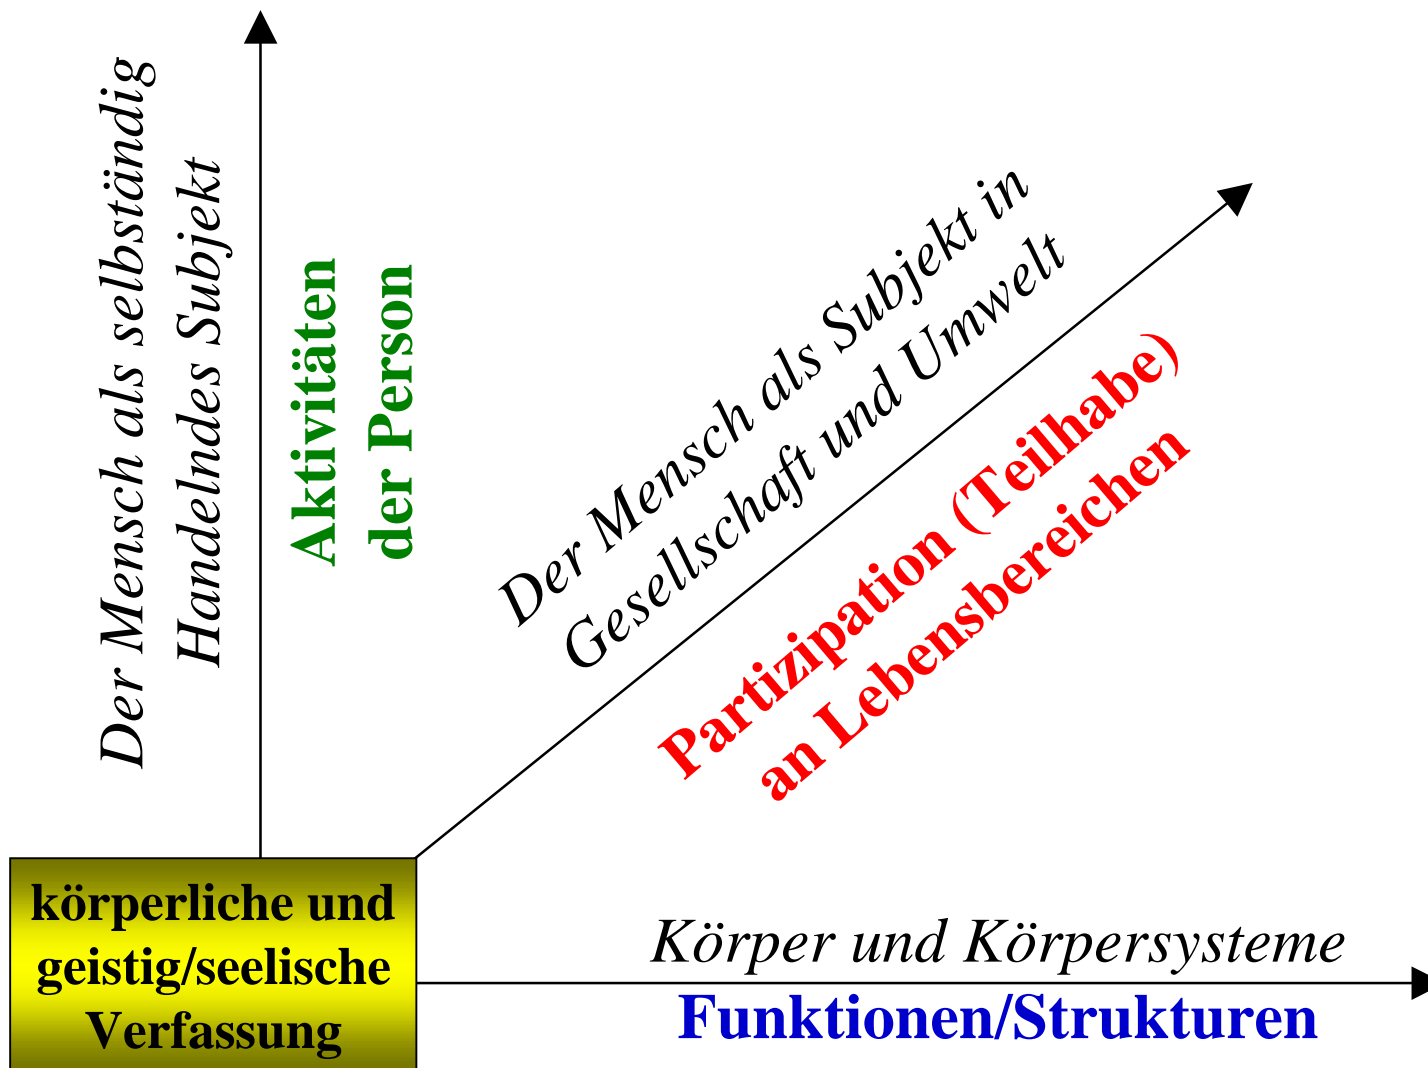 Der Mensch als selbständig
Handelndes Subjekt
Aktivitäten
der Person
Der Mensch als Subjekt in
Gesellschaft und Umwelt
Partizipation (Teilhabe)
an Lebensbereichen
körperliche und
geistig/seelische
Verfassung
Körper und Körpersysteme
Funktionen/Strukturen